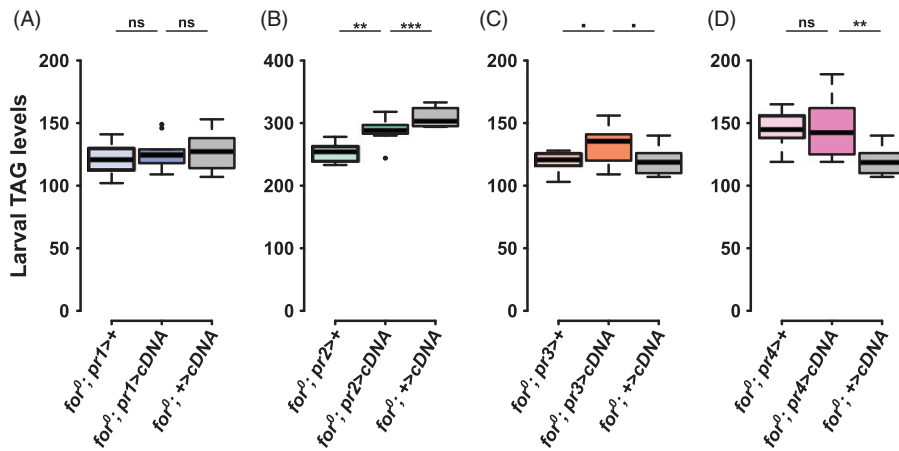 (A) (B) (C) (D)
ns ns ** *** . . ns **
Larval TAG levels
200 150 100 50 0
400 300 200 100 0
200 150 100 50 0
200 150 100 50 0
for⁰; pr1>+
for⁰; pr1>cDNA
for⁰; +>cDNA
for⁰; pr2>+
for⁰; pr2>cDNA
for⁰; +>cDNA
for⁰; pr3>+
for⁰; pr3>cDNA
for⁰; +>cDNA
for⁰; pr4>+
for⁰; pr4>cDNA
for⁰; +>cDNA